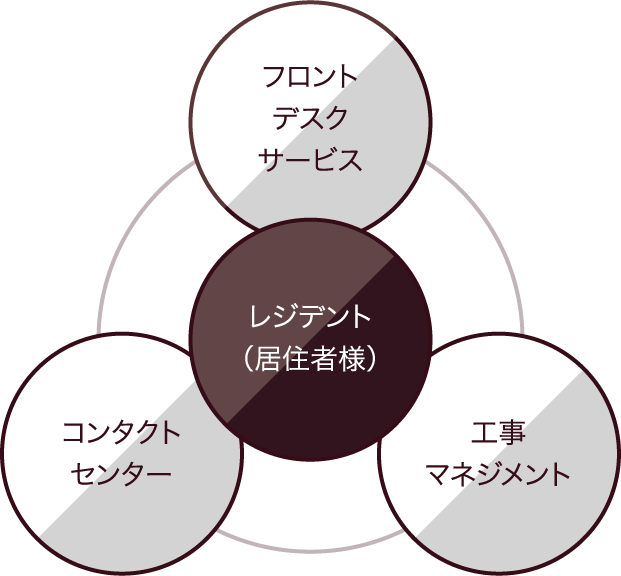 フロント
デスク
サービス
レジデント
（居住者様）
コンタクト
センター
工事
マネジメント